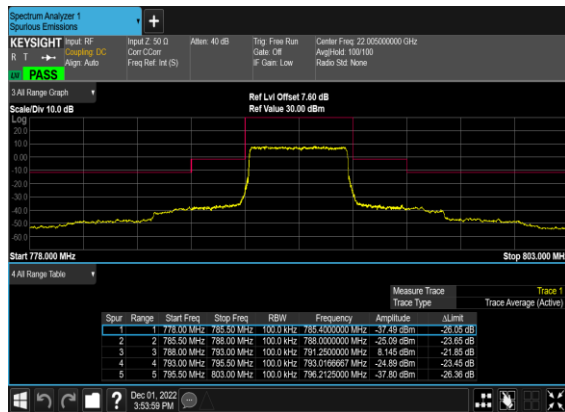 Spectrum Analyzer 1
Spurious Emissions
+
KEYSIGHT Input: RF Input Z: 50 Ω Atten: 40 dB Trig: Free Run Center Freq: 22.005000000 GHz
R T Coupling: DC Corr CCorr Gate: Off Avg|Hold: 100/100
Align: Auto Freq Ref: Int (S) IF Gain: Low Radio Std: None
LW PASS
3 All Range Graph Ref Lvl Offset 7.60 dB
Scale/Div 10.0 dB Ref Value 30.00 dBm
Log
20.0
10.0
0.00
-10.0
-20.0
-30.0
-40.0
-50.0
-60.0
Start 778.000 MHz Stop 803.000 MH
4 All Range Table
Measure Trace Trace 1
Trace Type Trace Average (Active)
Spur Range Start Freq Stop Freq RBW Frequency Amplitude ΔLimit
1 1 778.00 MHz 785.50 MHz 100.0 kHz 785.4000000 MHz -37.49 dBm -26.05 dB
2 2 785.50 MHz 788.00 MHz 100.0 kHz 788.0000000 MHz -25.09 dBm -23.65 dB
3 3 788.00 MHz 793.00 MHz 100.0 kHz 791.2500000 MHz 8.145 dBm -21.85 dB
4 4 793.00 MHz 795.50 MHz 100.0 kHz 793.0166667 MHz -24.89 dBm -23.45 dB
5 5 795.50 MHz 803.00 MHz 100.0 kHz 796.2125000 MHz -37.80 dBm -26.36 dB
? Dec 01, 2022
3:53:59 PM